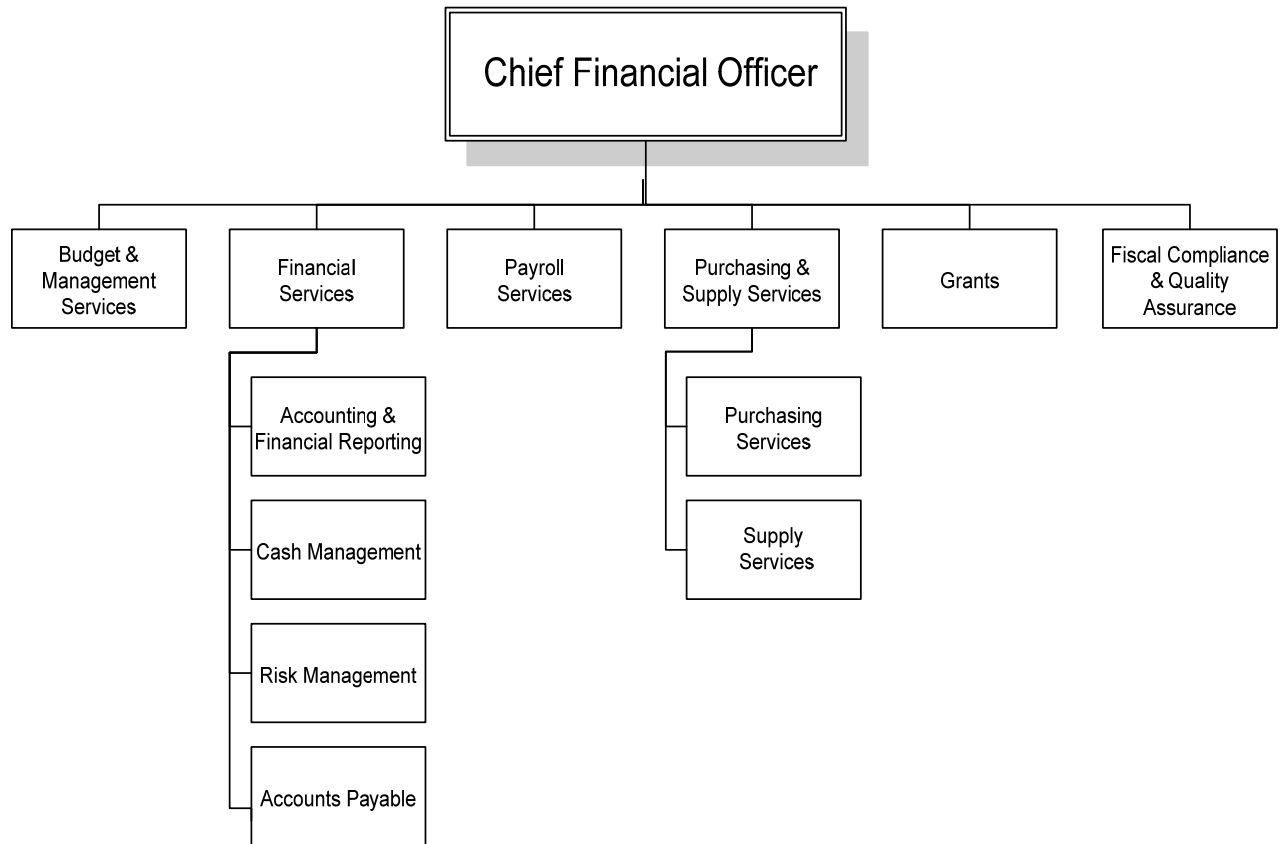 Chief Financial Officer
Budget &
Management
Services
Financial
Services
Payroll
Services
Purchasing &
Supply Services
Grants
Fiscal Compliance
& Quality
Assurance
Accounting &
Financial Reporting
Cash Management
Risk Management
Accounts Payable
Purchasing
Services
Supply
Services